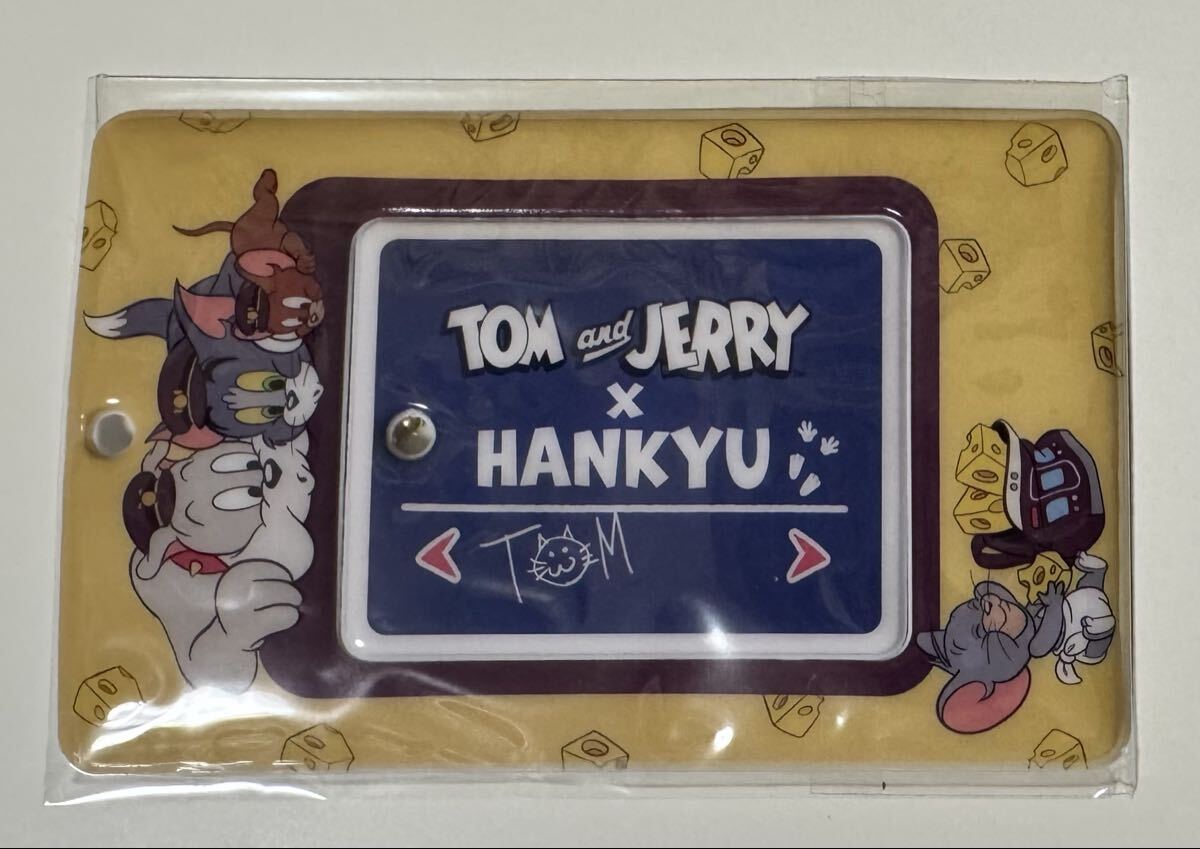 TOM and JERRY
X
HANKYU
TOM